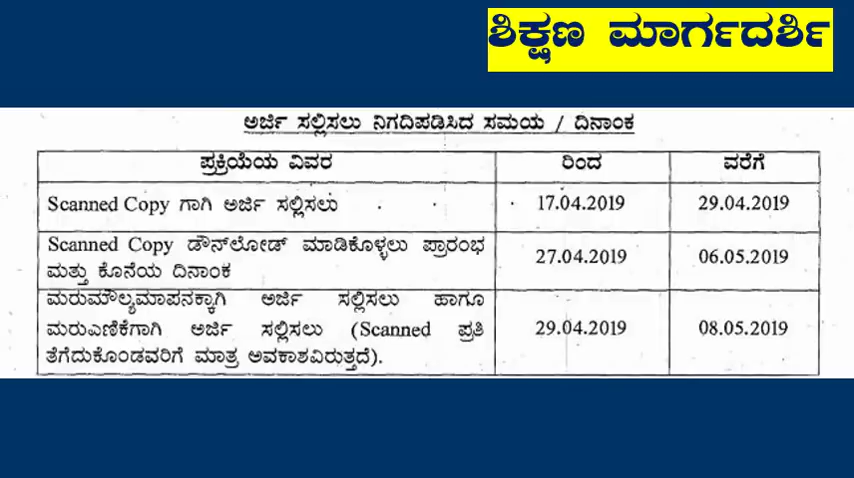 ಶಿಕ್ಷಣ ಮಾರ್ಗದರ್ಶಿ
ಅರ್ಜಿ ಸಲ್ಲಿಸಲು ನಿಗದಿಪಡಿಸಿದ ಸಮಯ / ದಿನಾಂಕ
ಪ್ರಕ್ರಿಯೆಯ ವಿವರ ರಿಂದ ವರೆಗೆ
Scanned Copy ಗಾಗಿ ಅರ್ಜಿ ಸಲ್ಲಿಸಲು 17.04.2019 29.04.2019
Scanned Copy ಡೌನ್‌ಲೋಡ್ ಮಾಡಿಕೊಳ್ಳಲು ಪ್ರಾರಂಭ
ಮತ್ತು ಕೊನೆಯ ದಿನಾಂಕ 27.04.2019 06.05.2019
ಮರುಮೌಲ್ಯಮಾಪನಕ್ಕಾಗಿ ಅರ್ಜಿ ಸಲ್ಲಿಸಲು ಹಾಗೂ
ಮರುಎಣಿಕೆಗಾಗಿ ಅರ್ಜಿ ಸಲ್ಲಿಸಲು (Scanned ಪ್ರತಿ 29.04.2019 08.05.2019
ತೆಗೆದುಕೊಂಡವರಿಗೆ ಮಾತ್ರ ಅವಕಾಶವಿರುತ್ತದೆ).